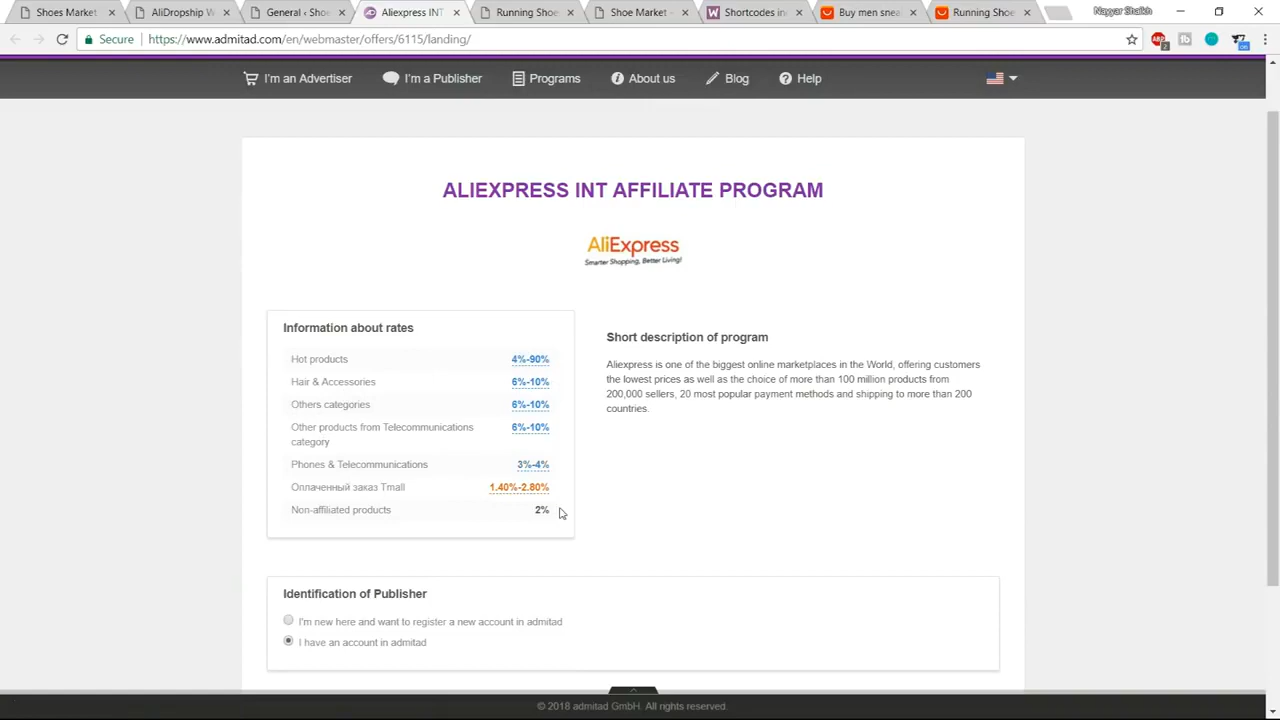 Shoes Market
AliDropship W
General ‹ Shoe
Aliexpress INT
Running Shoe
Shoe Market –
Shortcodes in
Buy men snea
Running Shoe
Nayyar Shaikh
Secure
https://www.admitad.com/en/webmaster/offers/6115/landing/
I'm an Advertiser
I'm a Publisher
Programs
About us
Blog
Help
ALIEXPRESS INT AFFILIATE PROGRAM
AliExpress
Smarter Shopping, Better Living!
Information about rates
Hot products 4%-90%
Hair & Accessories 6%-10%
Others categories 6%-10%
Other products from Telecommunications 6%-10%
category
Phones & Telecommunications 3%-4%
Оплаченный заказ Tmall 1.40%-2.80%
Non-affiliated products 2%
Short description of program
Aliexpress is one of the biggest online marketplaces in the World, offering customers
the lowest prices as well as the choice of more than 100 million products from
200,000 sellers, 20 most popular payment methods and shipping to more than 200
countries.
Identification of Publisher
I'm new here and want to register a new account in admitad
I have an account in admitad
© 2018 admitad GmbH. All rights reserved.